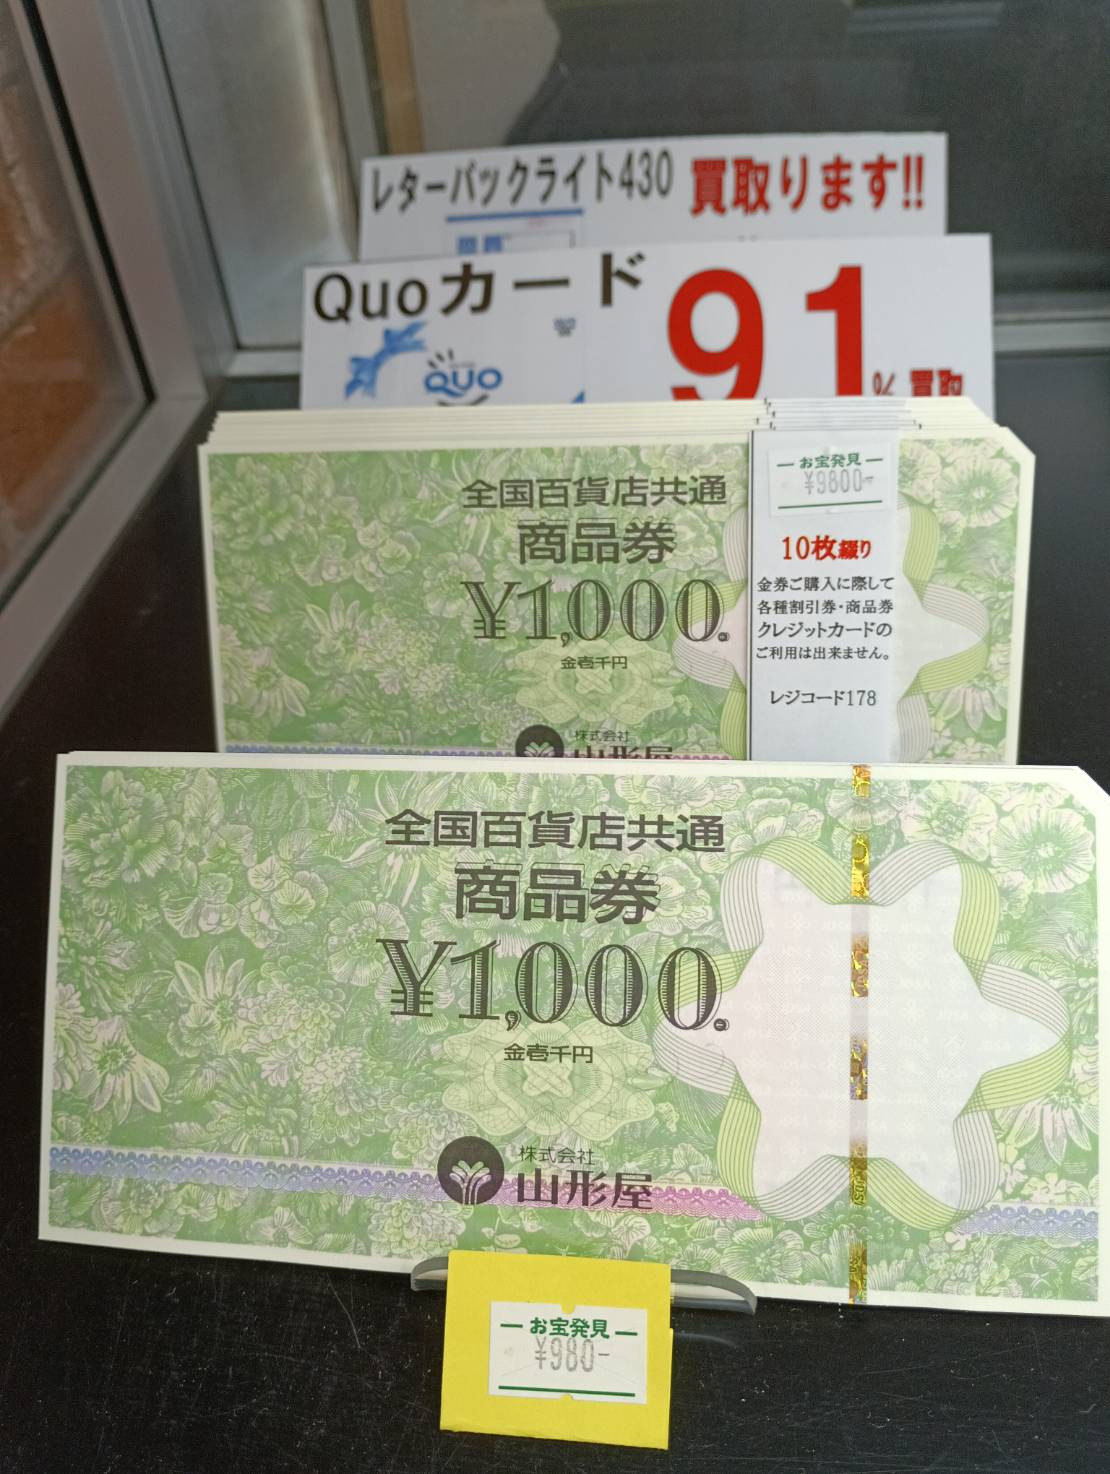 レターパックライト430 買取ります!!
Quoカード 91% 買取
QUO
全国百貨店共通
商品券
¥1,000
金壱千円
株式会社
山形屋
お宝発見
¥9800-
10枚綴り
金券ご購入に際して
各種割引券・商品券
クレジットカードの
ご利用は出来ません。
レジコード178
全国百貨店共通
商品券
¥1,000
金壱千円
株式会社
山形屋
お宝発見
¥980-